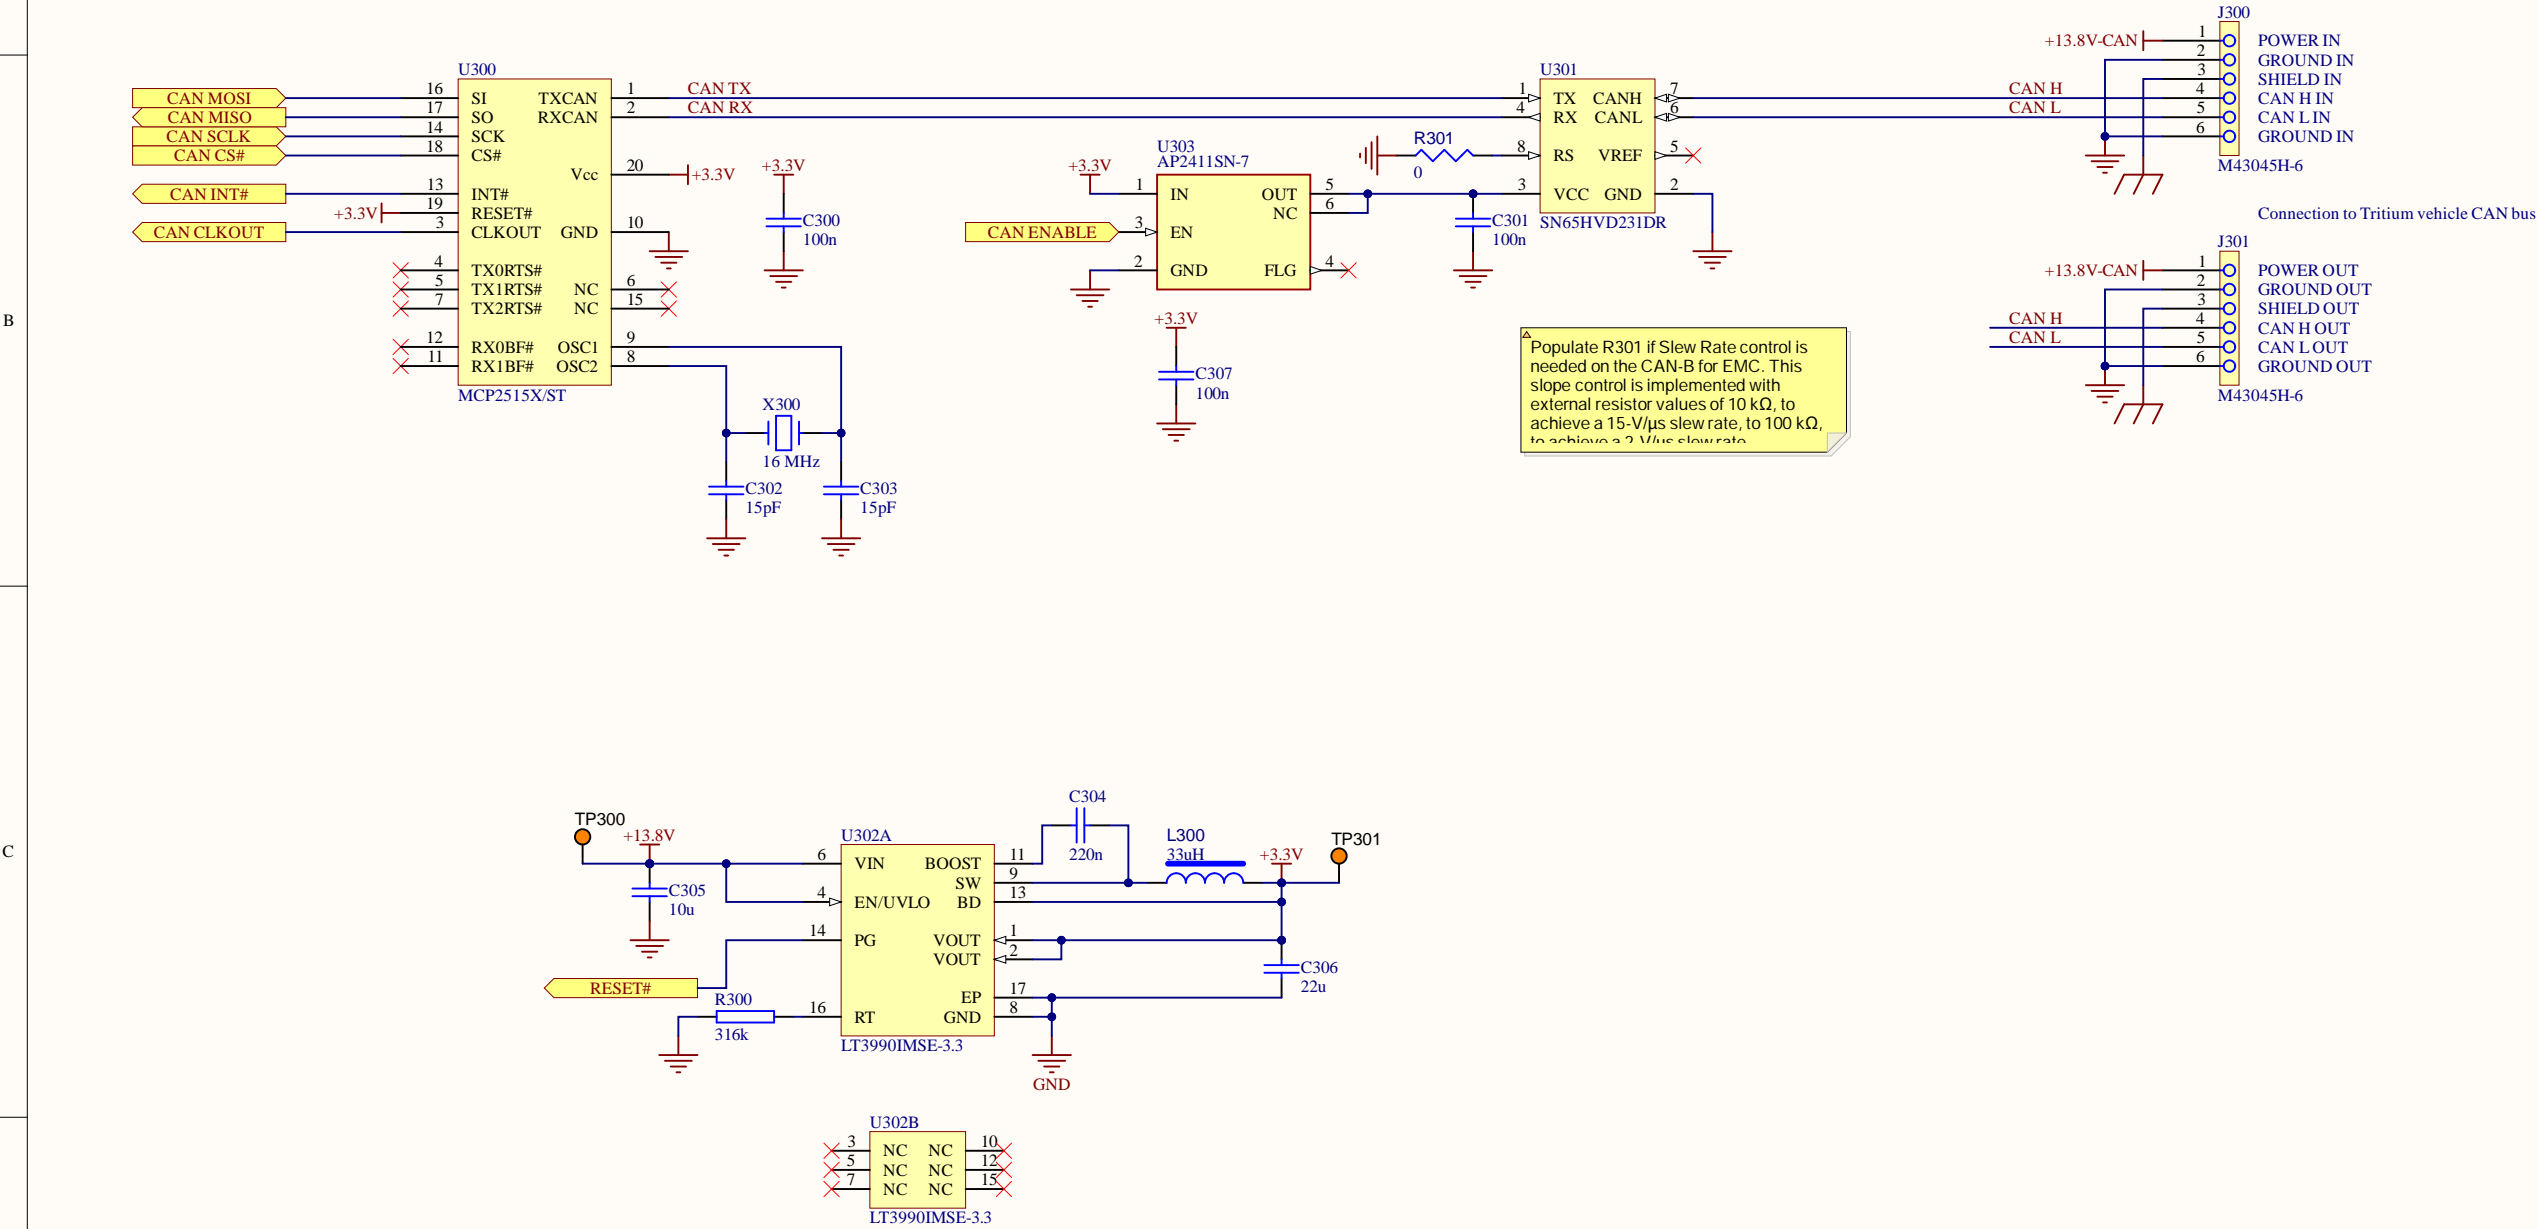 B
C
U300
CAN MOSI
CAN MISO
CAN SCLK
CAN CS#
CAN INT#
+3.3V
CAN CLKOUT
16 SI TXCAN 1
17 SO RXCAN 2
14 SCK
18 CS#
Vcc 20 +3.3V
13 INT#
19 RESET#
3 CLKOUT GND 10
4 TX0RTS#
5 TX1RTS# NC 6
7 TX2RTS# NC 15
12 RX0BF# OSC1 9
11 RX1BF# OSC2 8
MCP2515X/ST
CAN TX
CAN RX
+3.3V
C300
100n
X300
16 MHz
C302
15pF
C303
15pF
U303
AP2411SN-7
+3.3V
CAN ENABLE
1 IN OUT 5
NC 6
3 EN
2 GND FLG 4
+3.3V
C307
100n
R301
0
C301
100n
U301
1 TX CANH 7
4 RX CANL 6
8 RS VREF 5
3 VCC GND 2
SN65HVD231DR
Populate R301 if Slew Rate control is
needed on the CAN-B for EMC. This
slope control is implemented with
external resistor values of 10 kΩ, to
achieve a 15-V/µs slew rate, to 100 kΩ,
to achieve a 2-V/µs slew rate
CAN H
CAN L
J300
+13.8V-CAN
1 POWER IN
2 GROUND IN
3 SHIELD IN
4 CAN H IN
5 CAN L IN
6 GROUND IN
M43045H-6
Connection to Tritium vehicle CAN bus
J301
+13.8V-CAN
CAN H
CAN L
1 POWER OUT
2 GROUND OUT
3 SHIELD OUT
4 CAN H OUT
5 CAN L OUT
6 GROUND OUT
M43045H-6
TP300
+13.8V
C305
10u
RESET#
R300
316k
U302A
6 VIN BOOST 11
SW 9
4 EN/UVLO BD 13
14 PG VOUT 1
VOUT 2
EP 17
16 RT GND 8
LT3990IMSE-3.3
GND
C304
220n
L300
33uH
+3.3V
TP301
C306
22u
U302B
3 NC NC 10
5 NC NC 12
7 NC NC 15
LT3990IMSE-3.3